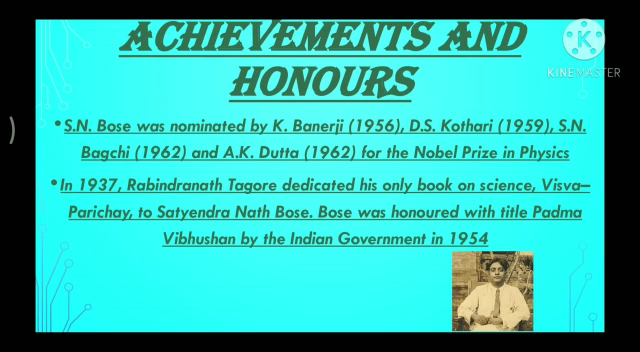 ACHIEVEMENTS AND
HONOURS
KINEMASTER
•S.N. Bose was nominated by K. Banerji (1956), D.S. Kothari (1959), S.N.
Bagchi (1962) and A.K. Dutta (1962) for the Nobel Prize in Physics
•In 1937, Rabindranath Tagore dedicated his only book on science, Visva–
Parichay, to Satyendra Nath Bose. Bose was honoured with title Padma
Vibhushan by the Indian Government in 1954